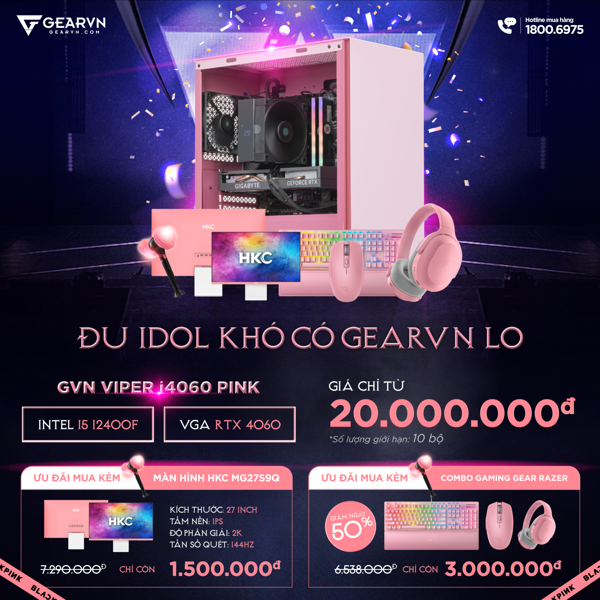 GEARVN
GEARVN.COM
Hotline mua hàng
1800.6975
GIGABYTE
GEFORCE RTX
HKC
HKC
ĐU IDOL KHÓ CÓ GEARVN LO
GVN VIPER i4060 PINK
INTEL I5 12400F
VGA RTX 4060
GIÁ CHỈ TỪ
20.000.000đ
*Số lượng giới hạn: 10 bộ
ƯU ĐÃI MUA KÈM
MÀN HÌNH HKC MG27S9Q
HKC
KÍCH THƯỚC: 27 INCH
TẤM NỀN: IPS
ĐỘ PHÂN GIẢI: 2K
TẦN SỐ QUÉT: 144HZ
7.290.000Đ
CHỈ CÒN
1.500.000đ
ƯU ĐÃI MUA KÈM
COMBO GAMING GEAR RAZER
GIẢM NGAY
50%
6.538.000Đ
CHỈ CÒN
3.000.000đ
KPINK BLACK